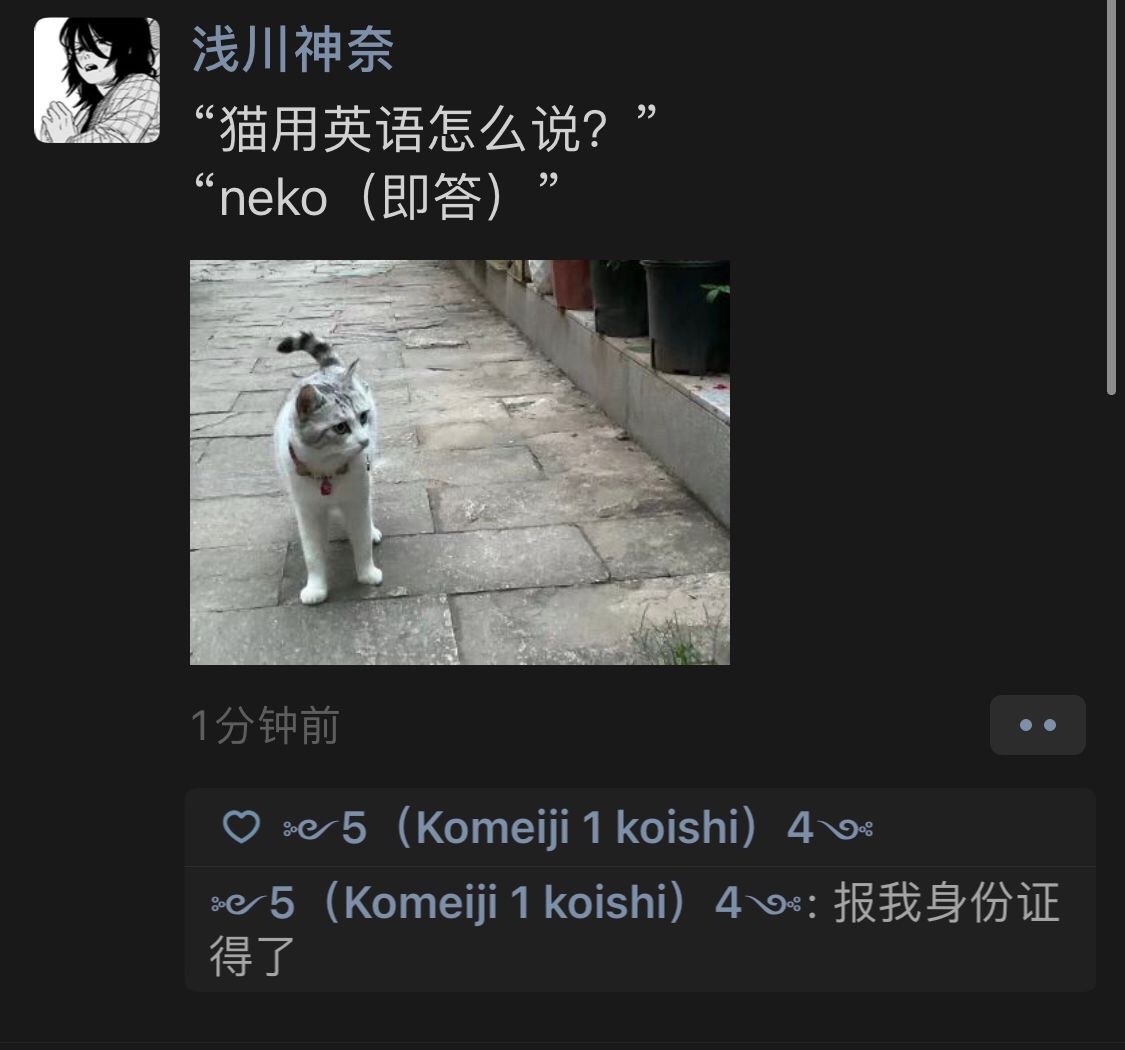 浅川神奈
“猫用英语怎么说？”
“neko（即答）”
1分钟前
5（Komeiji 1 koishi）4
5（Komeiji 1 koishi）4: 报我身份证
得了